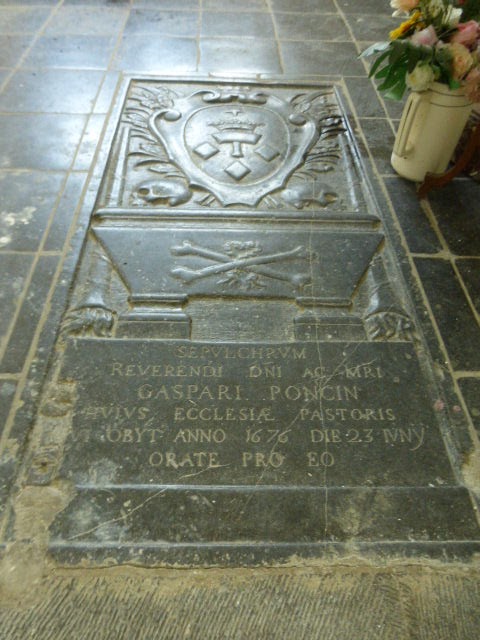 SEPVLCHRVM
REVERENDI DNI AC MRI
GASPARI PONCIN
HVIVS ECCLESIÆ PASTORIS
OBYT ANNO 1676 DIE 23 IVNY
ORATE PRO EO